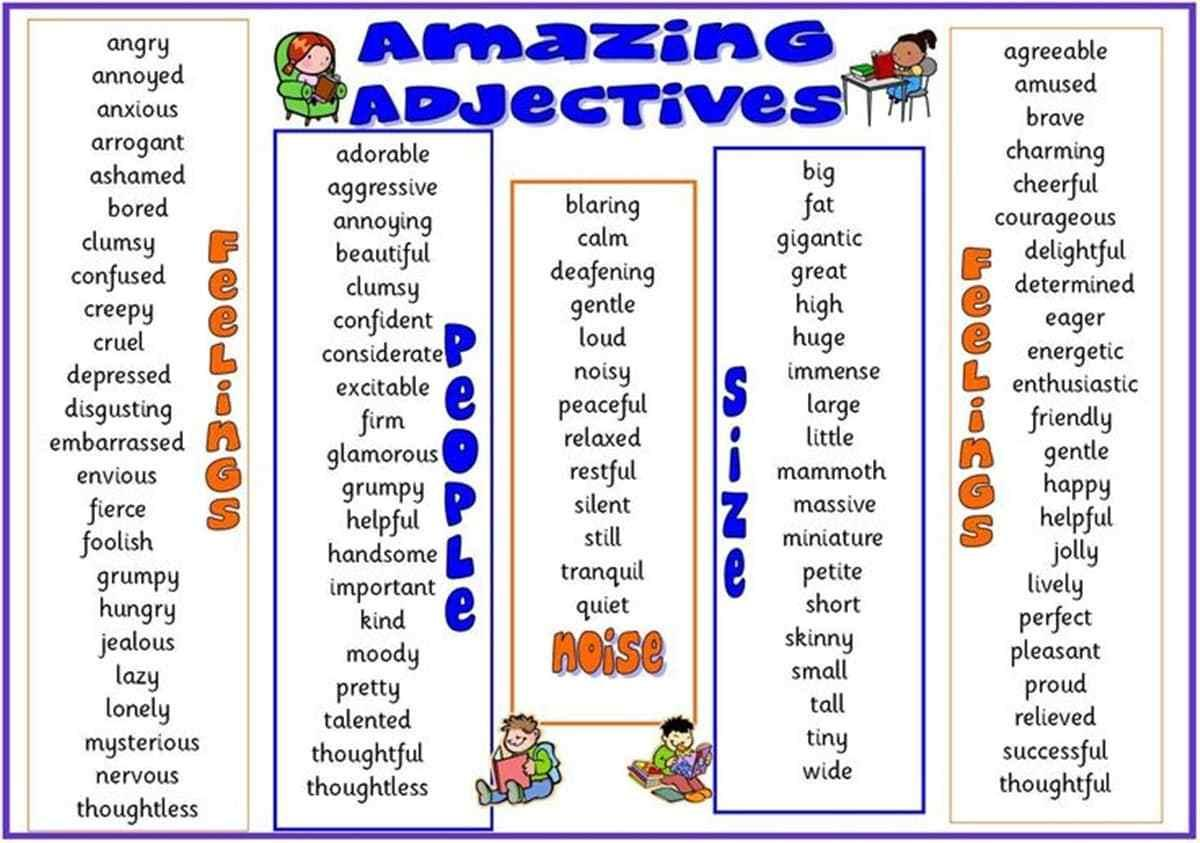 Amazing
Adjectives
angry
annoyed
anxious
arrogant
ashamed
bored
clumsy
confused
creepy
cruel
depressed
disgusting
embarrassed
envious
fierce
foolish
grumpy
hungry
jealous
lazy
lonely
mysterious
nervous
thoughtless
Feelings
adorable
aggressive
annoying
beautiful
clumsy
confident
considerate
excitable
firm
glamorous
grumpy
helpful
handsome
important
kind
moody
pretty
talented
thoughtful
thoughtless
People
blaring
calm
deafening
gentle
loud
noisy
peaceful
relaxed
restful
silent
still
tranquil
quiet
noise
big
fat
gigantic
great
high
huge
immense
large
little
mammoth
massive
miniature
petite
short
skinny
small
tall
tiny
wide
Size
agreeable
amused
brave
charming
cheerful
courageous
delightful
determined
eager
energetic
enthusiastic
friendly
gentle
happy
helpful
jolly
lively
perfect
pleasant
proud
relieved
successful
thoughtful
Feelings